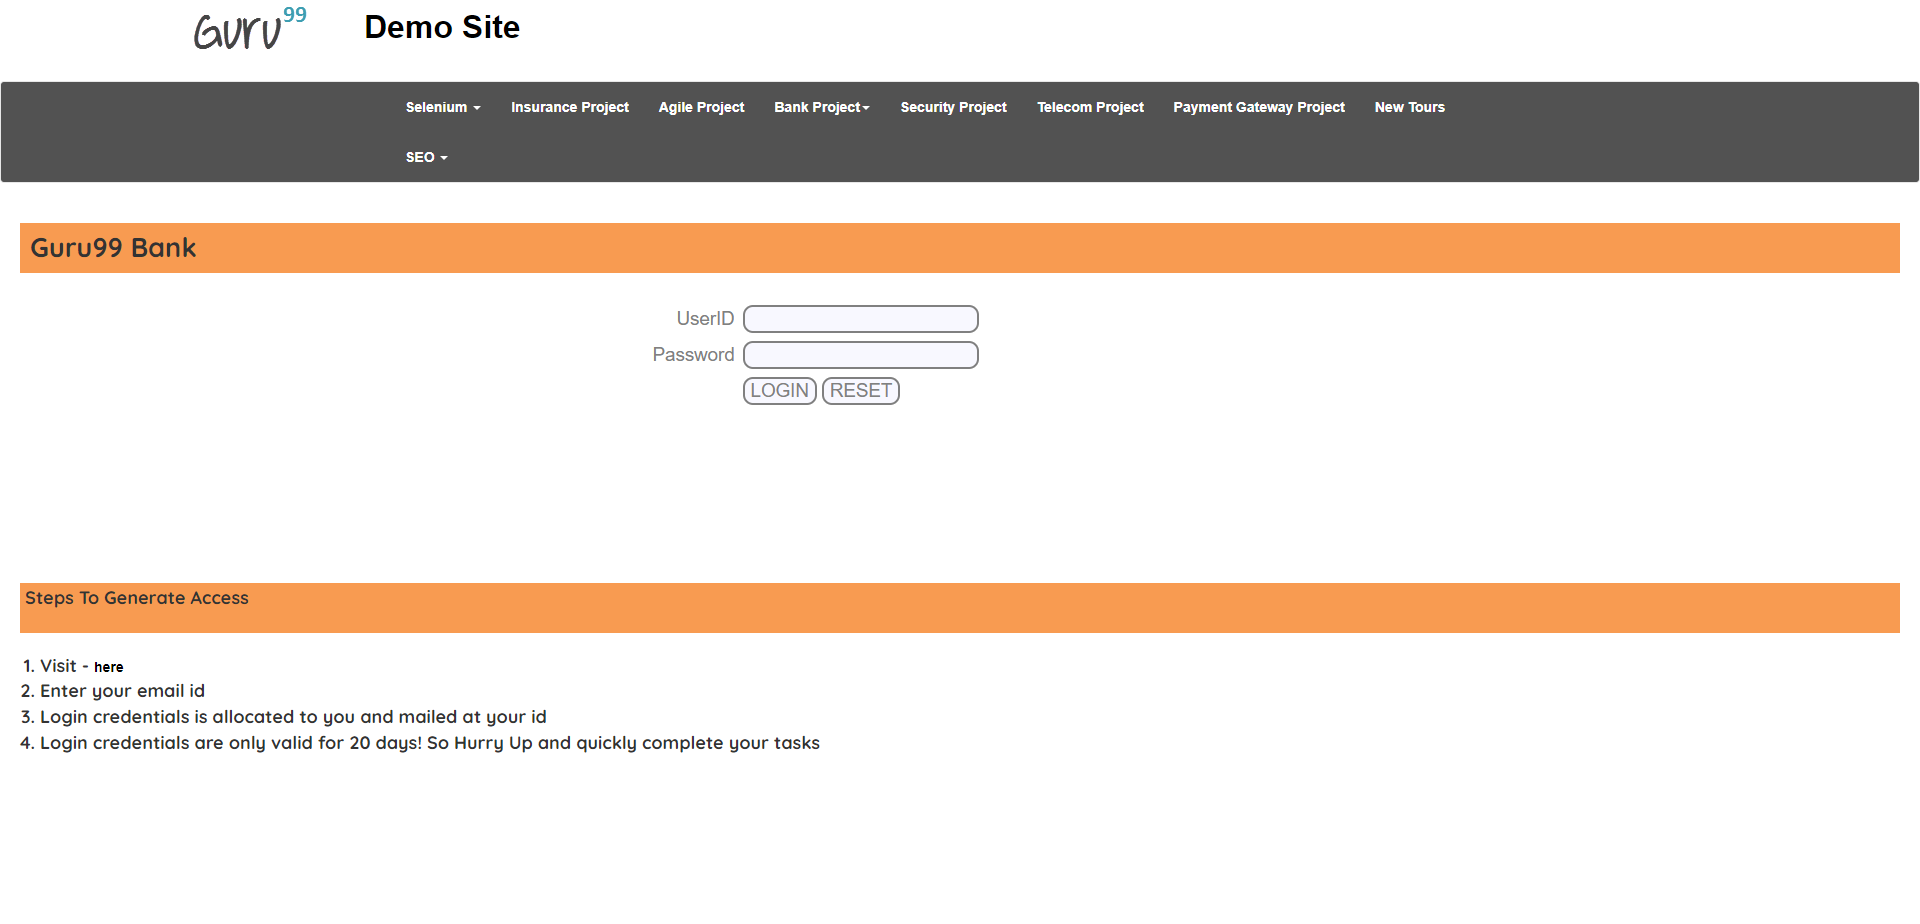 Guru99 Demo Site
Selenium Insurance Project Agile Project Bank Project Security Project Telecom Project Payment Gateway Project New Tours
SEO
Guru99 Bank
UserID
Password
LOGIN RESET
Steps To Generate Access
1. Visit - here
2. Enter your email id
3. Login credentials is allocated to you and mailed at your id
4. Login credentials are only valid for 20 days! So Hurry Up and quickly complete your tasks